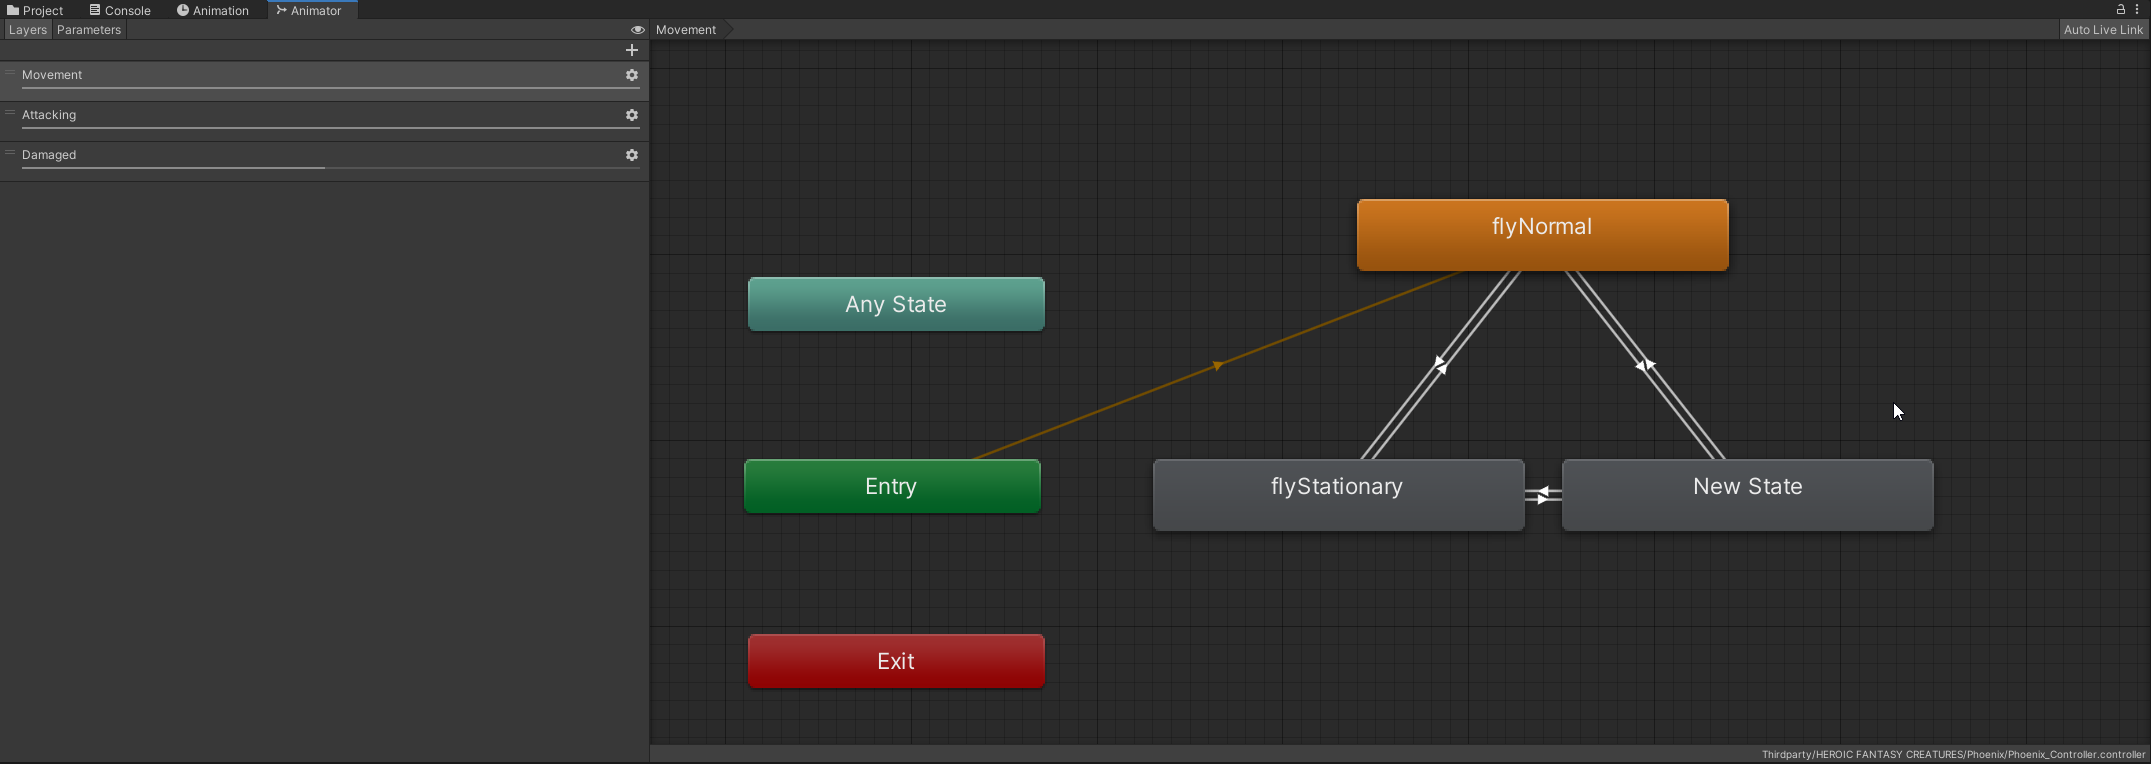 Project
Console
Animation
Animator
Layers
Parameters
Movement
Auto Live Link
Movement
Attacking
Damaged
flyNormal
Any State
Entry
flyStationary
New State
Exit
Thirdparty/HEROIC FANTASY CREATURES/Phoenix/Phoenix_Controller.controller